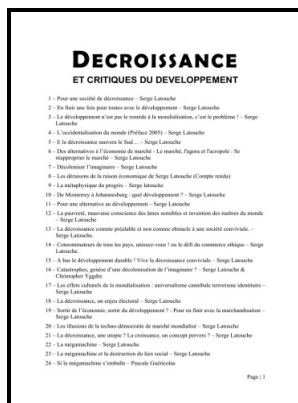 DECROISSANCE
ET CRITIQUES DU DEVELOPPEMENT
1 – Pour une société de décroissance – Serge Latouche
2 – En finir une fois pour toutes avec le développement – Serge Latouche
3 – Le développement n'est pas le remède à la mondialisation, c'est le problème ! – Serge
Latouche
4 – L'occidentalisation du monde (Préface 2005) – Serge Latouche
5 – E la décroissance sauvera le Sud… – Serge Latouche
6 – Des alternatives à l'économie de marché - Le marché, l'agora et l'acropole : Se
réapproprier le marché – Serge Latouche
7 – Décoloniser l'imaginaire – Serge Latouche
8 – Les déraisons de la raison économique de Serge Latouche (Compte rendu)
9 – La métaphysique du progrès – Serge latouche
10 – De Monterrey à Johannesburg : quel développement ? – Serge Latouche
11 – Pour une alternative au développement – Serge Latouche
12 – La pauvreté, mauvaise conscience des âmes sensibles et invention des maîtres du monde
– Serge Latouche
13 – La décroissance comme préalable et non comme obstacle à une société conviviale. –
Serge Latouche.
14 – Consommateurs de tous les pays, unissez-vous ! ou le défi du commerce éthique – Serge
Latouche.
15 – A bas le développement durable ! Vive la décroissance conviviale – Serge Latouche
16 – Catastrophes, genèse d'une décolonisation de l'imaginaire ? – Serge Latouche &
Christopher Yggdre
17 – Les effets culturels de la mondialisation : universalisme cannibale terrorisme identitaire –
Serge Latouche
18 – La décroissance, un enjeu électoral – Serge Latouche
19 – Sortir de l'économie, sortir du développement ? - Pour en finir avec la marchandisation –
Serge Latouche
20 – Les illusions de la techno-démocratie de marché mondialisé – Serge Latouche
21 – La décroissance, une utopie ? La croissance, un concept pervers ? – Serge Latouche
22 – La mégamachine – Serge Latouche
23 – La mégamachine et la destruction du lien social – Serge Latouche
24 – Si la mégamachine s'emballe – Pascale Guéricolas
Page | 1